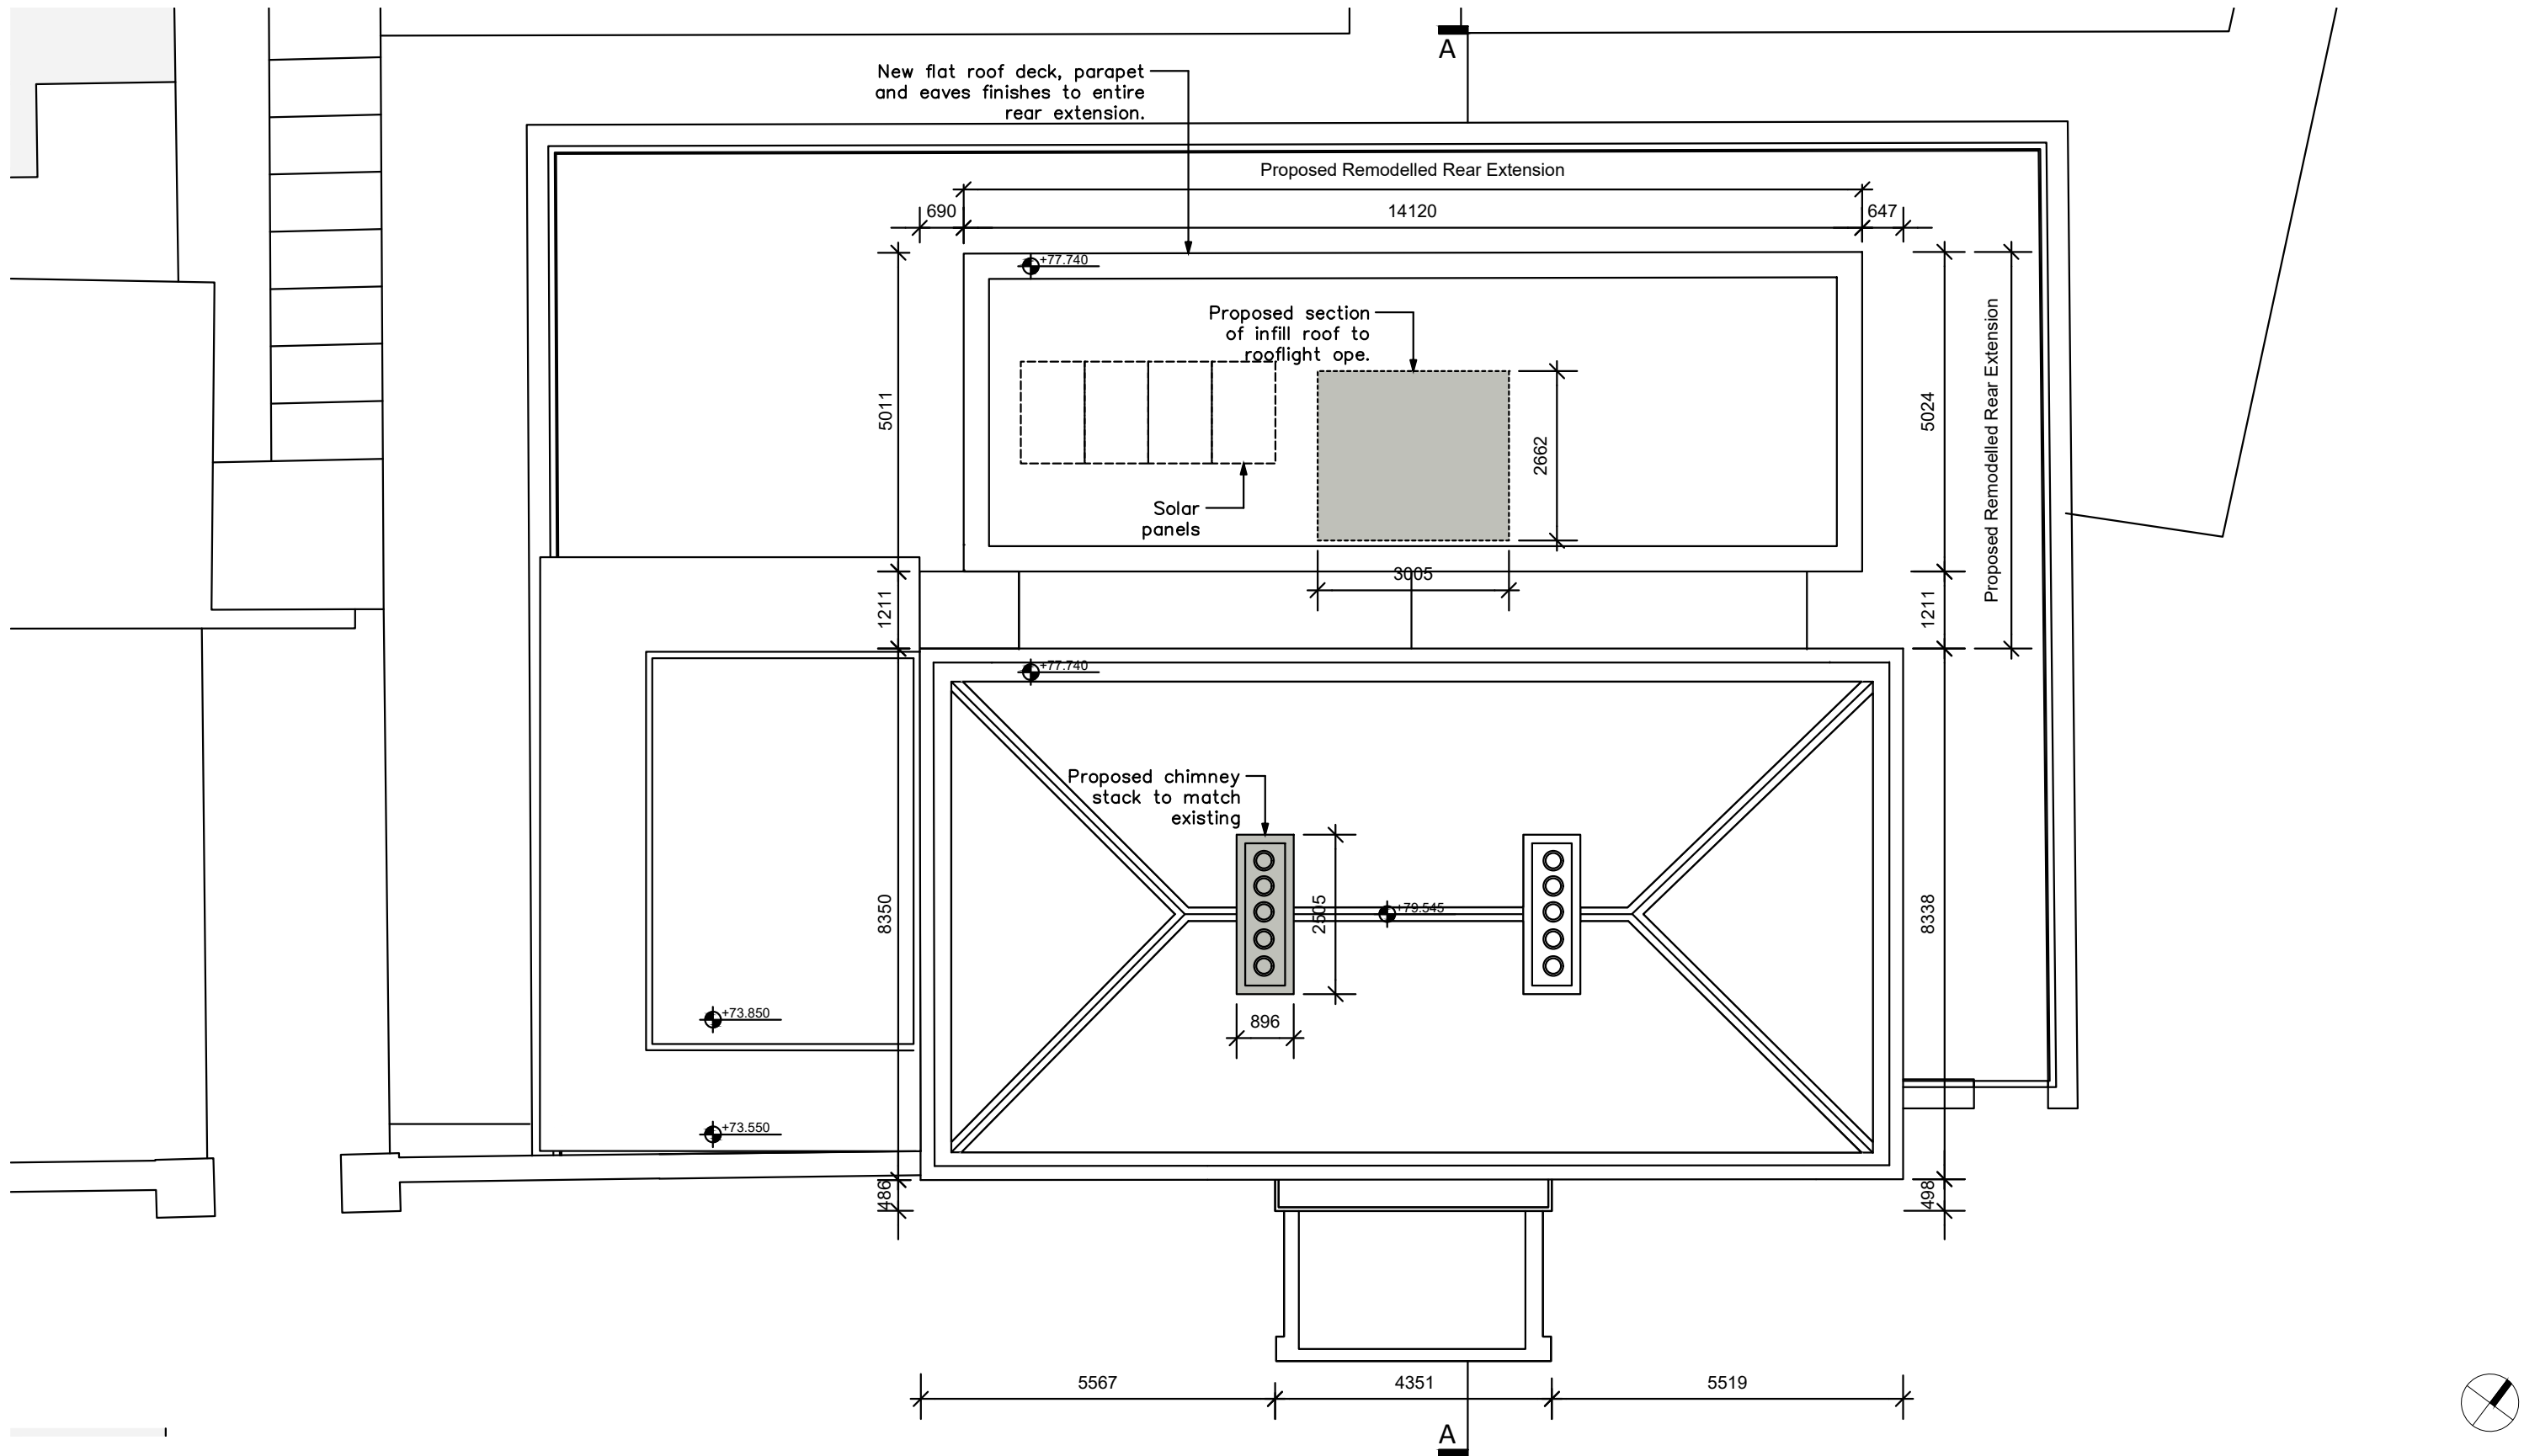 A
New flat roof deck, parapet
and eaves finishes to entire
rear extension.
Proposed Remodelled Rear Extension
690
14120
647
+77.740
Proposed section
of infill roof to
rooflight ope.
5011
5024
Proposed Remodelled Rear Extension
2662
Solar
panels
3005
1211
1211
+77.740
Proposed chimney
stack to match
existing
8350
2505
+79.545
8338
896
+73.850
+73.550
486
498
5567
4351
5519
A